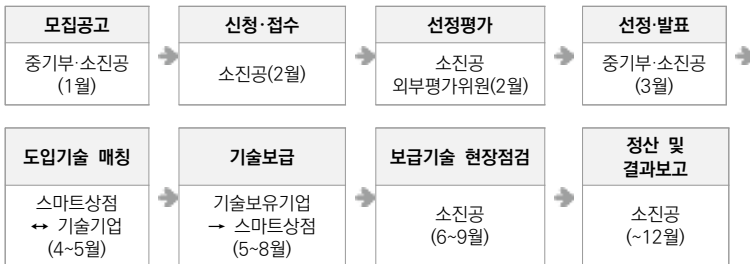 모집공고
중기부·소진공
(1월)
신청·접수
소진공(2월)
선정평가
소진공
외부평가위원(2월)
선정·발표
중기부·소진공
(3월)
도입기술 매칭
스마트상점
↔ 기술기업
(4~5월)
기술보급
기술보유기업
→ 스마트상점
(5~8월)
보급기술 현장점검
소진공
(6~9월)
정산 및
결과보고
소진공
(~12월)